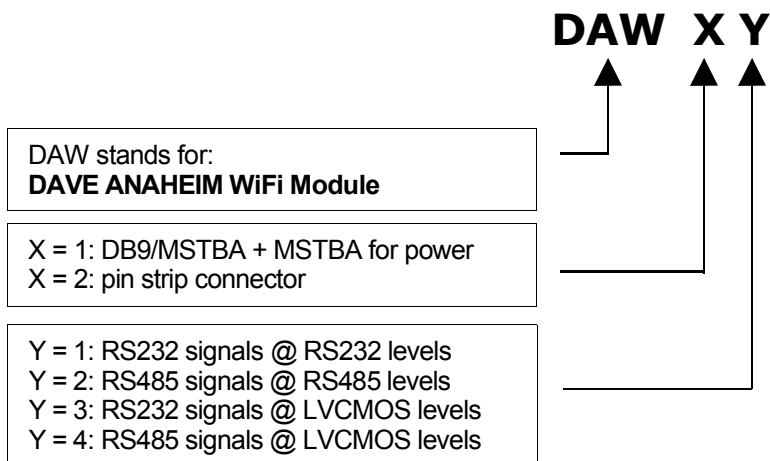 DAW X Y
DAW stands for:
DAVE ANAHEIM WiFi Module
X = 1: DB9/MSTBA + MSTBA for power
X = 2: pin strip connector
Y = 1: RS232 signals @ RS232 levels
Y = 2: RS485 signals @ RS485 levels
Y = 3: RS232 signals @ LVCMOS levels
Y = 4: RS485 signals @ LVCMOS levels